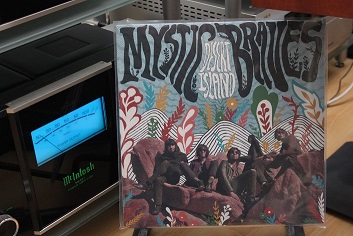 MYSTIC BRAVES
DESERT
ISLAND
McIntosh